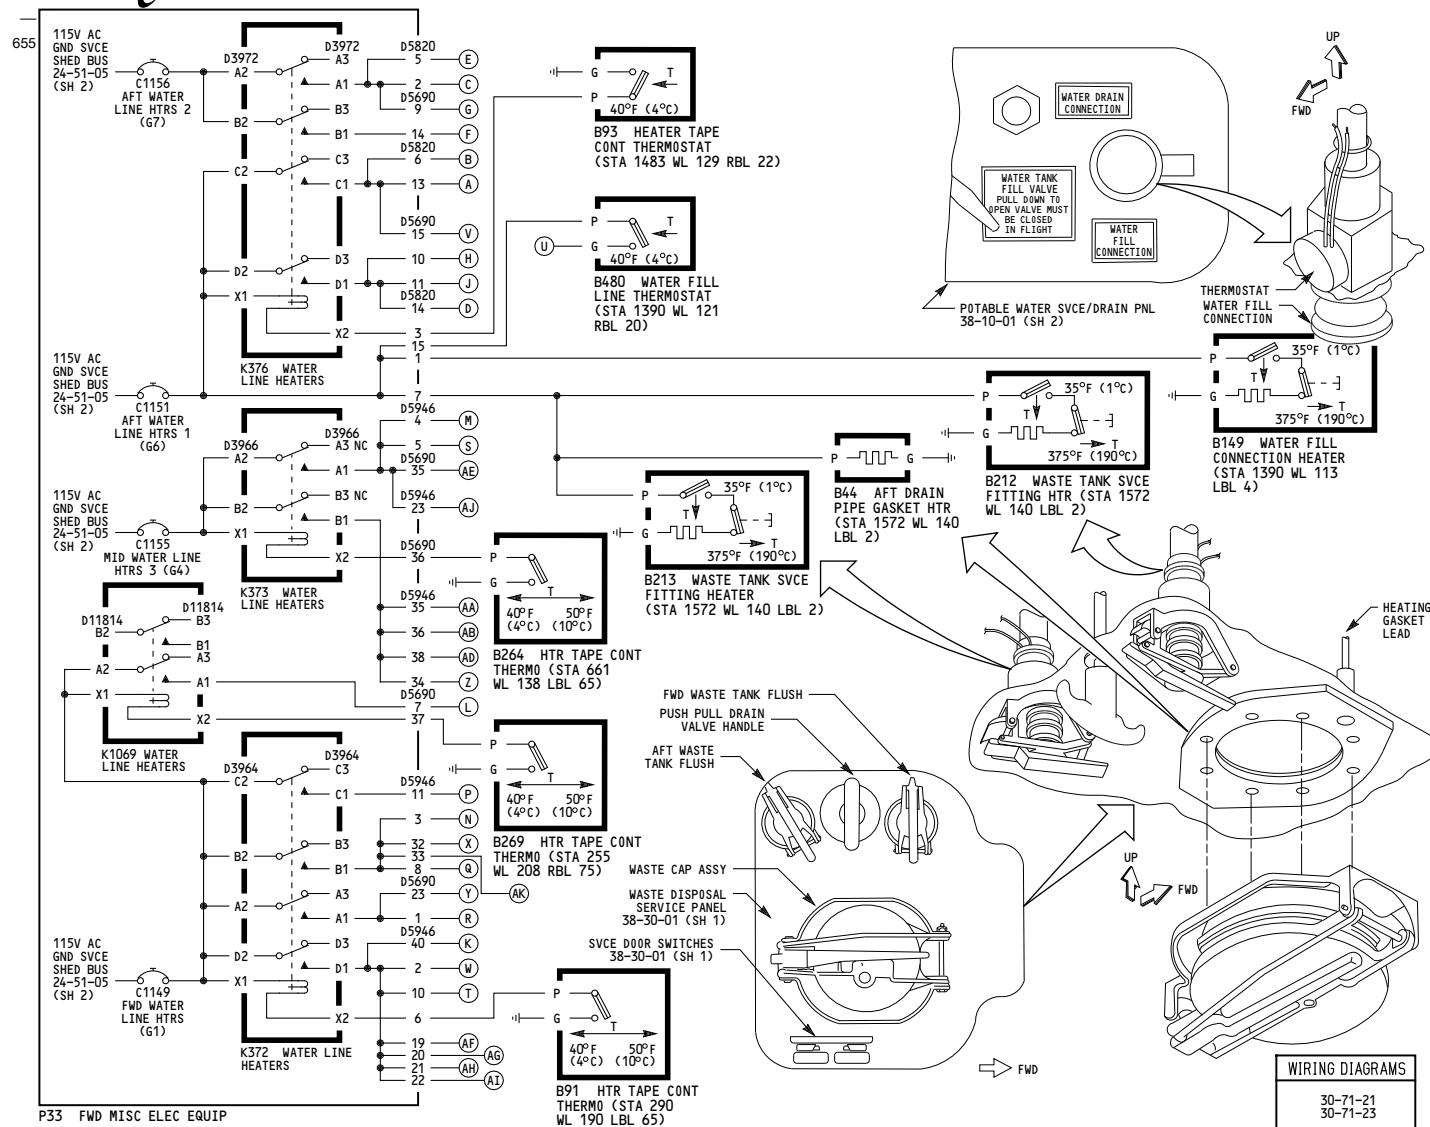 655
115V AC
GND SVCE
SHED BUS
24-51-05
(SH 2)
C1156
AFT WATER
LINE HTRS 2
(G7)
D3972
A2
B2
C2
D2
X1
D3972
A3
A1
B3
B1
C3
C1
D3
D1
X2
K376 WATER
LINE HEATERS
D5820
5 E
2 C
D5690
9 G
14 F
D5820
6 B
13 A
D5690
15 V
10 H
11 J
D5820
14 D
3
15
1
7
115V AC
GND SVCE
SHED BUS
24-51-05
(SH 2)
C1151
AFT WATER
LINE HTRS 1
(G6)
D3966
A2
B2
X1
D3966
A3 NC
A1
B3 NC
B1
X2
K373 WATER
LINE HEATERS
D5946
4 M
5 S
D5690
35 AE
D5946
23 AJ
D5690
36
D5946
35 AA
36 AB
38 AD
34 Z
D5690
7 L
37
115V AC
GND SVCE
SHED BUS
24-51-05
(SH 2)
C1155
MID WATER LINE
HTRS 3 (G4)
D11814
B2
A2
X1
D11814
B3
B1
A3
A1
X2
K1069 WATER
LINE HEATERS
D3964
C2
B2
A2
D2
X1
D3964
C3
C1
B3
B1
A3
A1
D3
D1
X2
K372 WATER LINE
HEATERS
D5946
11 P
3 N
32 X
33
8 Q
AK
D5690
23 Y
1 R
D5946
40 K
2 W
10 T
6
19 AF
20 AG
21 AH
22 AI
115V AC
GND SVCE
SHED BUS
24-51-05
(SH 2)
C1149
FWD WATER
LINE HTRS
(G1)
P33 FWD MISC ELEC EQUIP
G
P
T
40°F (4°C)
B93 HEATER TAPE
CONT THERMOSTAT
(STA 1483 WL 129 RBL 22)
P
U G
T
40°F (4°C)
B480 WATER FILL
LINE THERMOSTAT
(STA 1390 WL 121
RBL 20)
P
G
T
35°F (1°C)
T
375°F (190°C)
B213 WASTE TANK SVCE
FITTING HEATER
(STA 1572 WL 140 LBL 2)
P G
B44 AFT DRAIN
PIPE GASKET HTR
(STA 1572 WL 140
LBL 2)
P
G
T
35°F (1°C)
T
375°F (190°C)
B212 WASTE TANK SVCE
FITTING HTR (STA 1572
WL 140 LBL 2)
P
G
T
35°F (1°C)
T
375°F (190°C)
B149 WATER FILL
CONNECTION HEATER
(STA 1390 WL 113
LBL 4)
P
G
T
40°F 50°F
(4°C) (10°C)
B264 HTR TAPE CONT
THERMO (STA 661
WL 138 LBL 65)
P
G
T
40°F 50°F
(4°C) (10°C)
B269 HTR TAPE CONT
THERMO (STA 255
WL 208 RBL 75)
P
G
T
40°F 50°F
(4°C) (10°C)
B91 HTR TAPE CONT
THERMO (STA 290
WL 190 LBL 65)
WATER DRAIN
CONNECTION
WATER TANK
FILL VALVE
PULL DOWN TO
OPEN VALVE MUST
BE CLOSED
IN FLIGHT
WATER
FILL
CONNECTION
UP
FWD
THERMOSTAT
WATER FILL
CONNECTION
POTABLE WATER SVCE/DRAIN PNL
38-10-01 (SH 2)
HEATING
GASKET
LEAD
FWD WASTE TANK FLUSH
PUSH PULL DRAIN
VALVE HANDLE
AFT WASTE
TANK FLUSH
WASTE CAP ASSY
WASTE DISPOSAL
SERVICE PANEL
38-30-01 (SH 1)
SVCE DOOR SWITCHES
38-30-01 (SH 1)
UP
FWD
FWD
WIRING DIAGRAMS
30-71-21
30-71-23